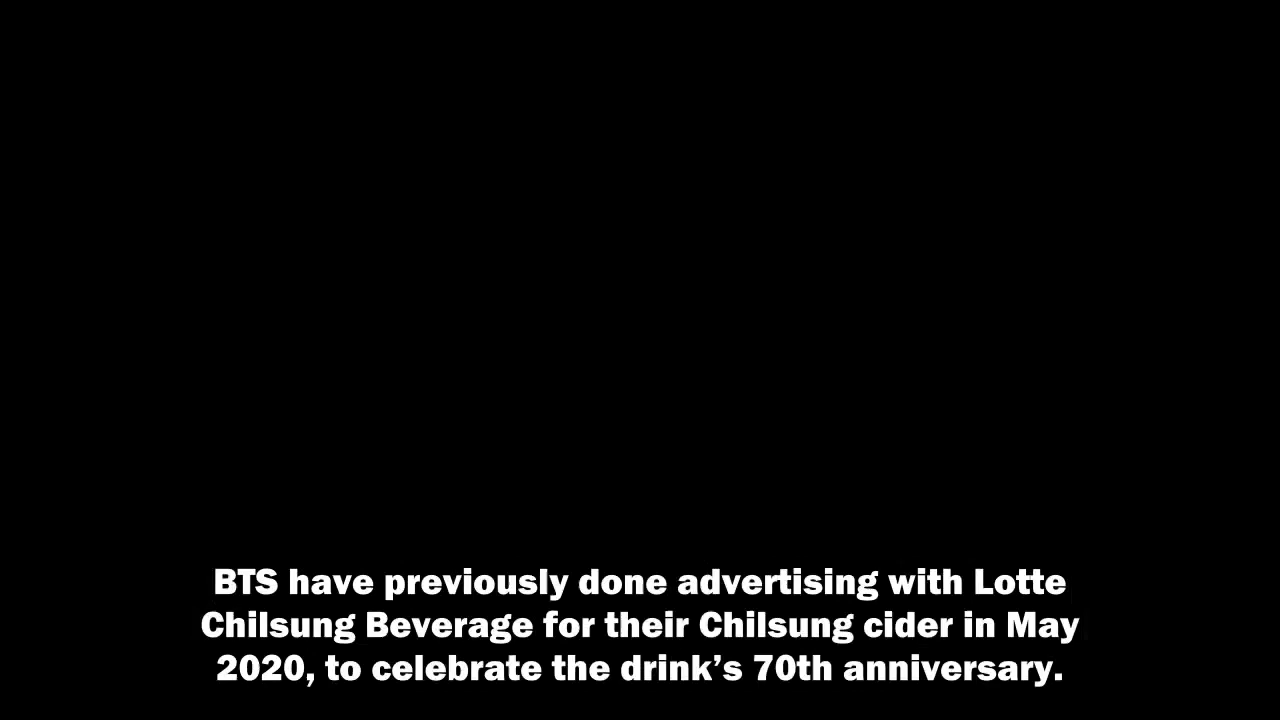 BTS have previously done advertising with Lotte
Chilsung Beverage for their Chilsung cider in May
2020, to celebrate the drink’s 70th anniversary.